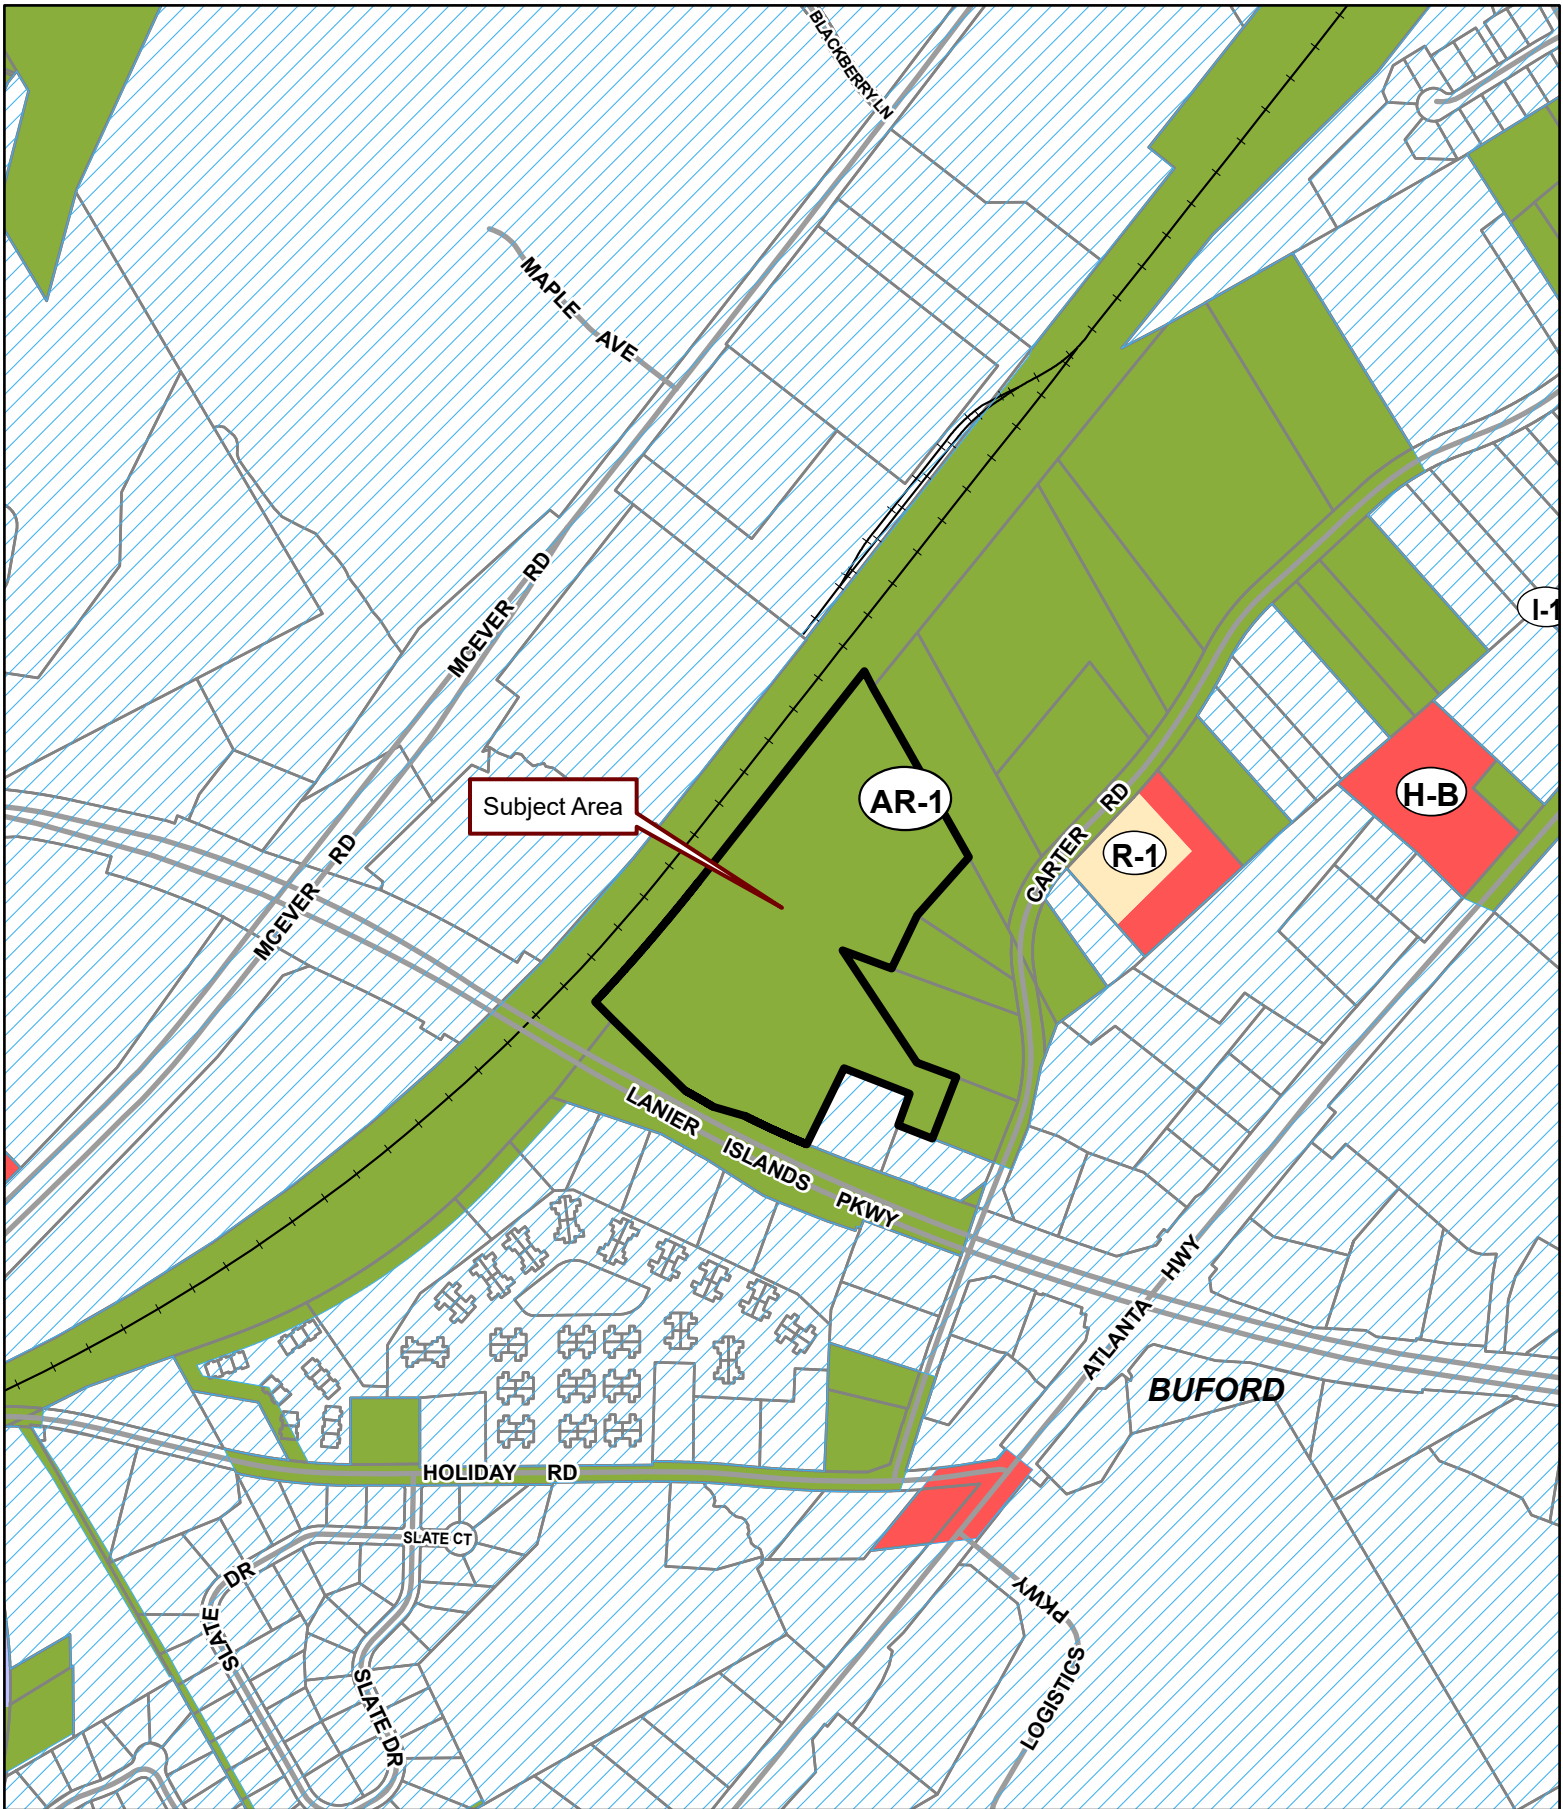 BLACKBERRY LN
MAPLE AVE
MCEVER RD
I-1
Subject Area
AR-1
H-B
CARTER RD
R-1
MCEVER RD
LANIER ISLANDS PKWY
ATLANTA HWY
BUFORD
HOLIDAY RD
SLATE CT
SLATE DR
PKWY
LOGISTICS
SLATE DR